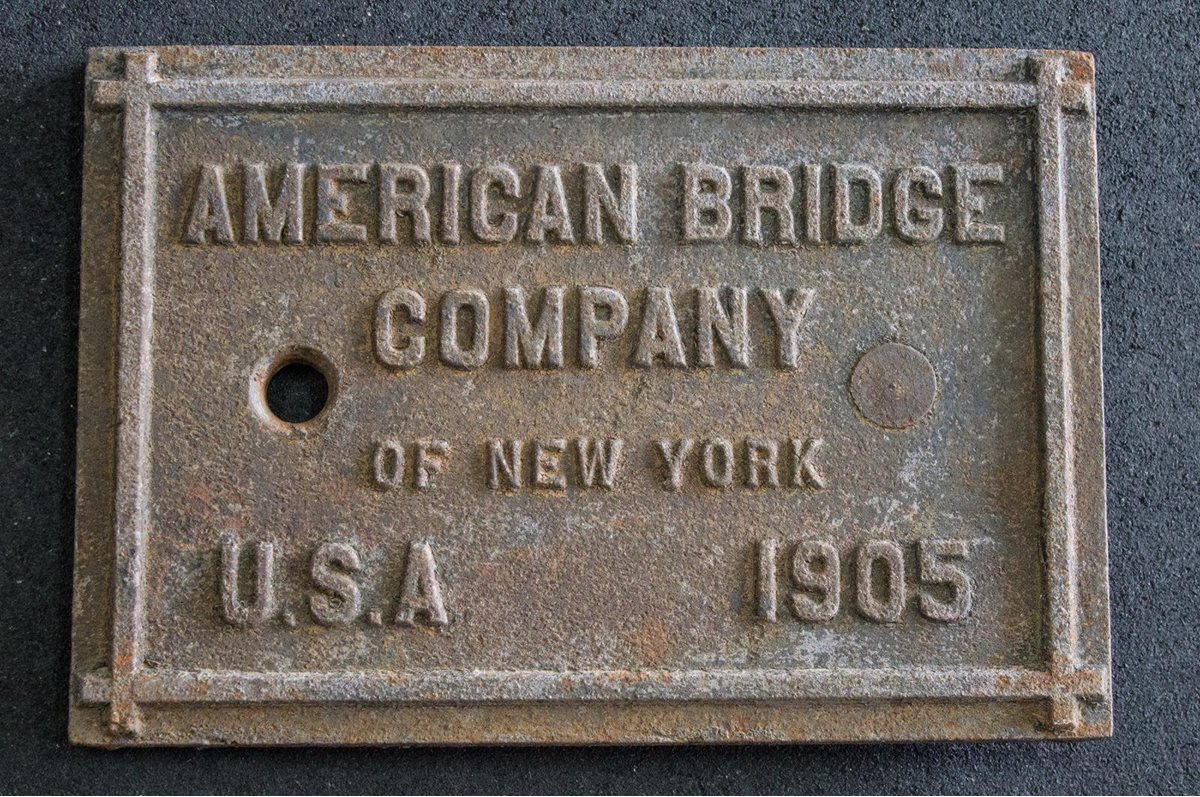 AMERICAN BRIDGE
COMPANY
OF NEW YORK
U.S.A 1905